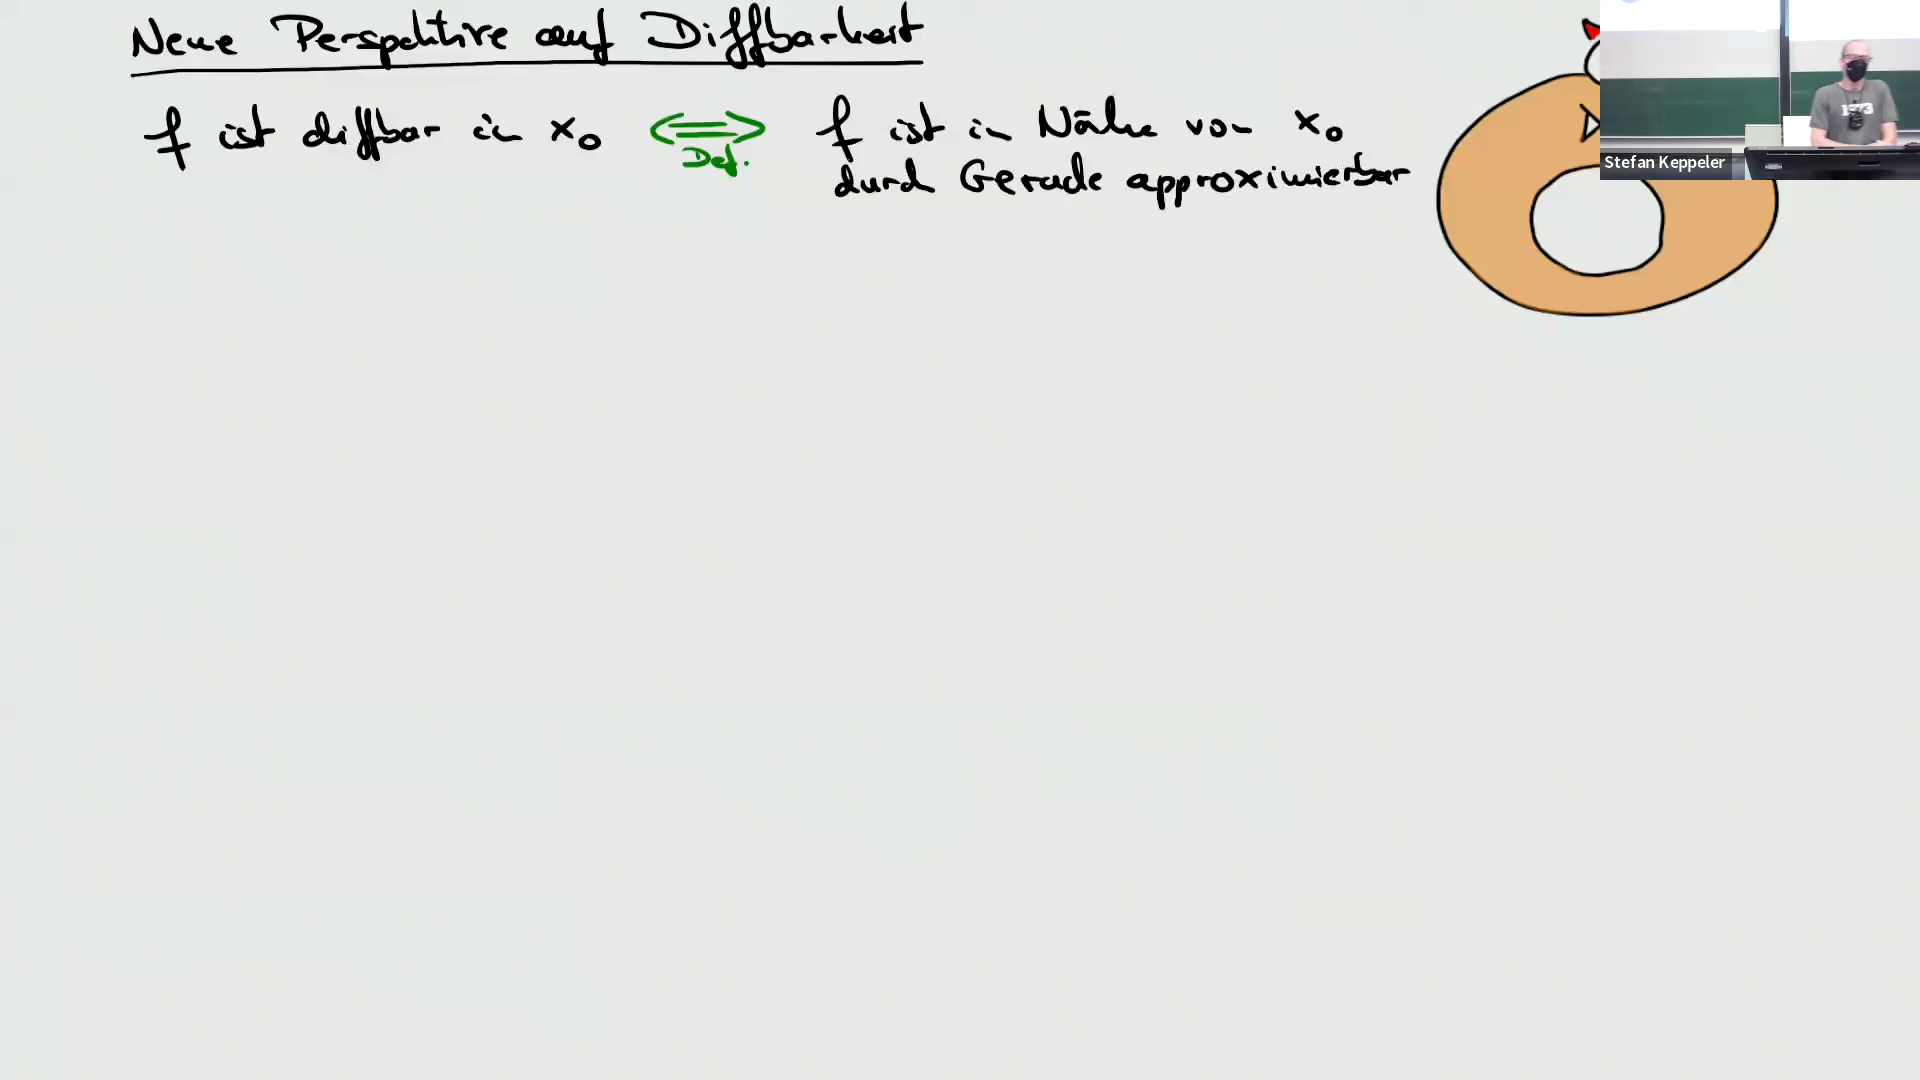 Neue Perspektive auf Diffbarkeit
f ist diffbar in x₀ ⟺ f ist in Nähe von x₀
Def.
durch Gerade approximierbar
1373
Stefan Keppeler